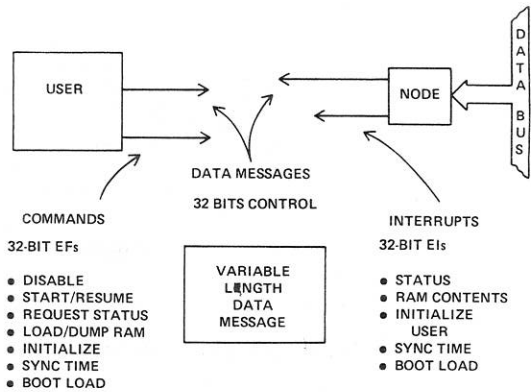 USER
NODE
DATA BUS
DATA MESSAGES
32 BITS CONTROL
COMMANDS
32-BIT EFs
• DISABLE
• START/RESUME
• REQUEST STATUS
• LOAD/DUMP RAM
• INITIALIZE
• SYNC TIME
• BOOT LOAD
VARIABLE
LENGTH
DATA
MESSAGE
INTERRUPTS
32-BIT EIs
• STATUS
• RAM CONTENTS
• INITIALIZE
USER
• SYNC TIME
• BOOT LOAD